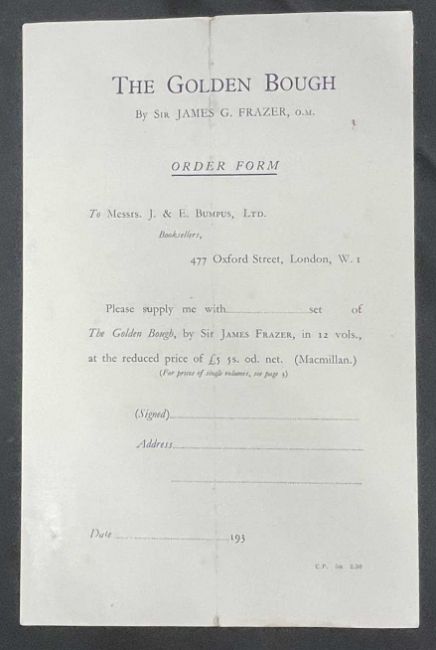 THE GOLDEN BOUGH
By SIR JAMES G. FRAZER, O.M.
ORDER FORM
To Messrs. J. & E. BUMPUS, LTD.
Booksellers,
477 Oxford Street, London, W. 1
Please supply me with set of
The Golden Bough, by Sir JAMES FRAZER, in 12 vols.,
at the reduced price of £5 5s. od. net. (Macmillan.)
(For prices of single volumes, see page 3)
(Signed)
Address
Date 193
C.P.